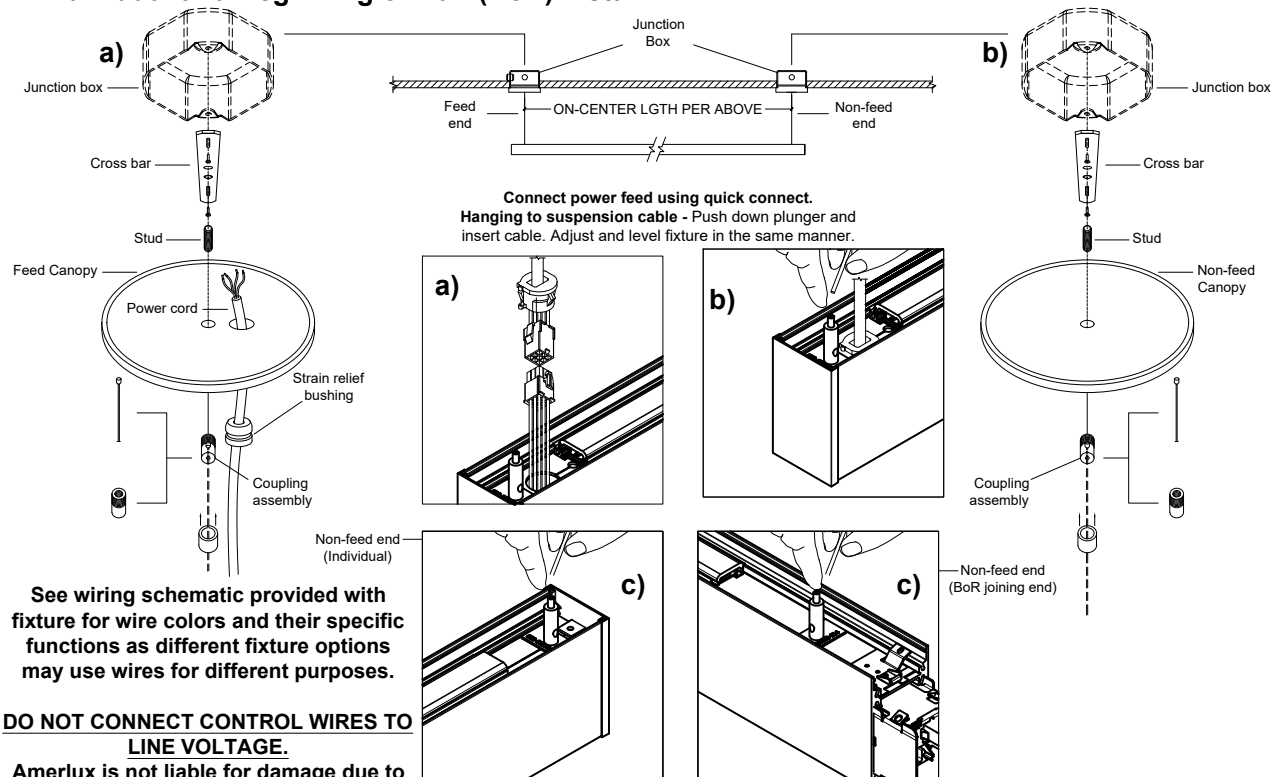 a)
Junction box
Cross bar
Stud
Feed Canopy
Power cord
Strain relief
bushing
Coupling
assembly
Junction
Box
Feed
end
ON-CENTER LGTH PER ABOVE
Non-feed
end
b)
Junction box
Cross bar
Stud
Non-feed
Canopy
Coupling
assembly
Connect power feed using quick connect.
Hanging to suspension cable - Push down plunger and
insert cable. Adjust and level fixture in the same manner.
a)
b)
Non-feed end
(Individual)
c)
c)
Non-feed end
(BoR joining end)
See wiring schematic provided with
fixture for wire colors and their specific
functions as different fixture options
may use wires for different purposes.
DO NOT CONNECT CONTROL WIRES TO
LINE VOLTAGE.
Amerlux is not liable for damage due to